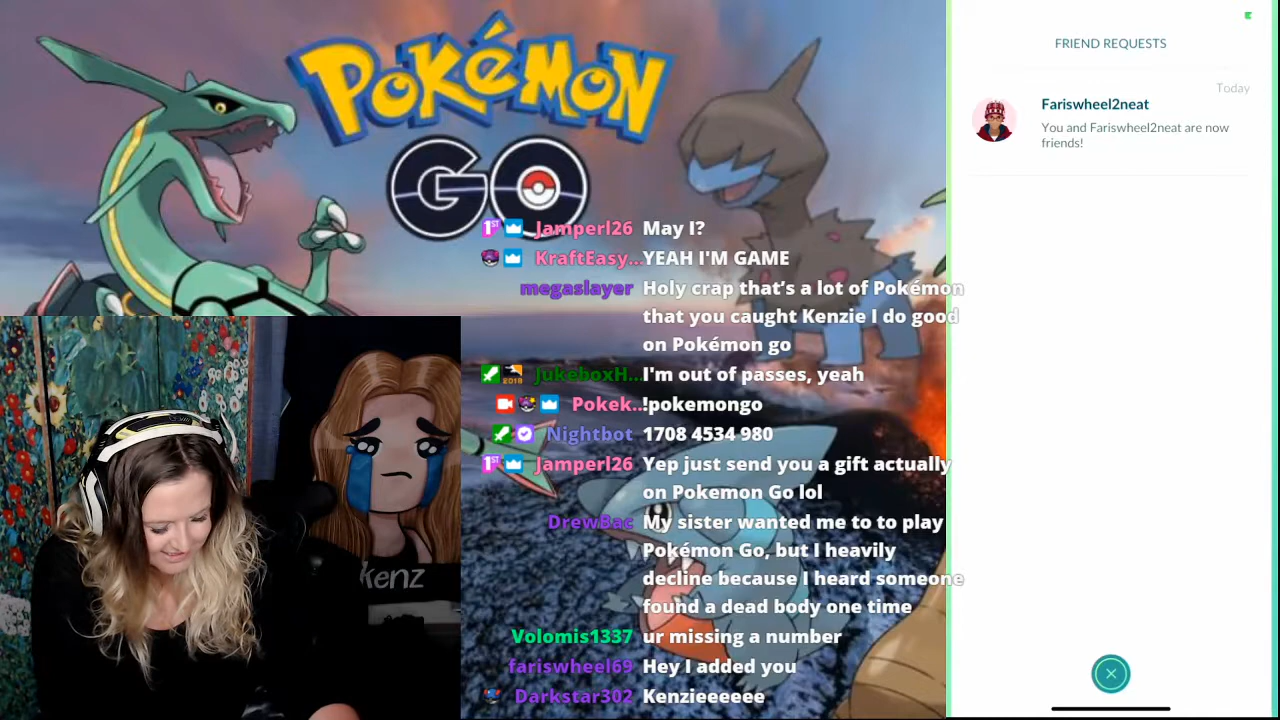 POKéMON
GO
FRIEND REQUESTS
Today
Fariswheel2neat
You and Fariswheel2neat are now
friends!
1ST Jamperl26 May I?
KraftEasy... YEAH I'M GAME
megaslayer Holy crap that’s a lot of Pokémon
that you caught Kenzie I do good
on Pokémon go
2018 JukeboxH... I'm out of passes, yeah
Pokek... !pokemongo
Nightbot 1708 4534 980
1ST Jamperl26 Yep just send you a gift actually
on Pokemon Go lol
DrewBac My sister wanted me to to play
Pokémon Go, but I heavily
decline because I heard someone
found a dead body one time
Volomis1337 ur missing a number
fariswheel69 Hey I added you
Darkstar302 Kenzieeeeee
kenz